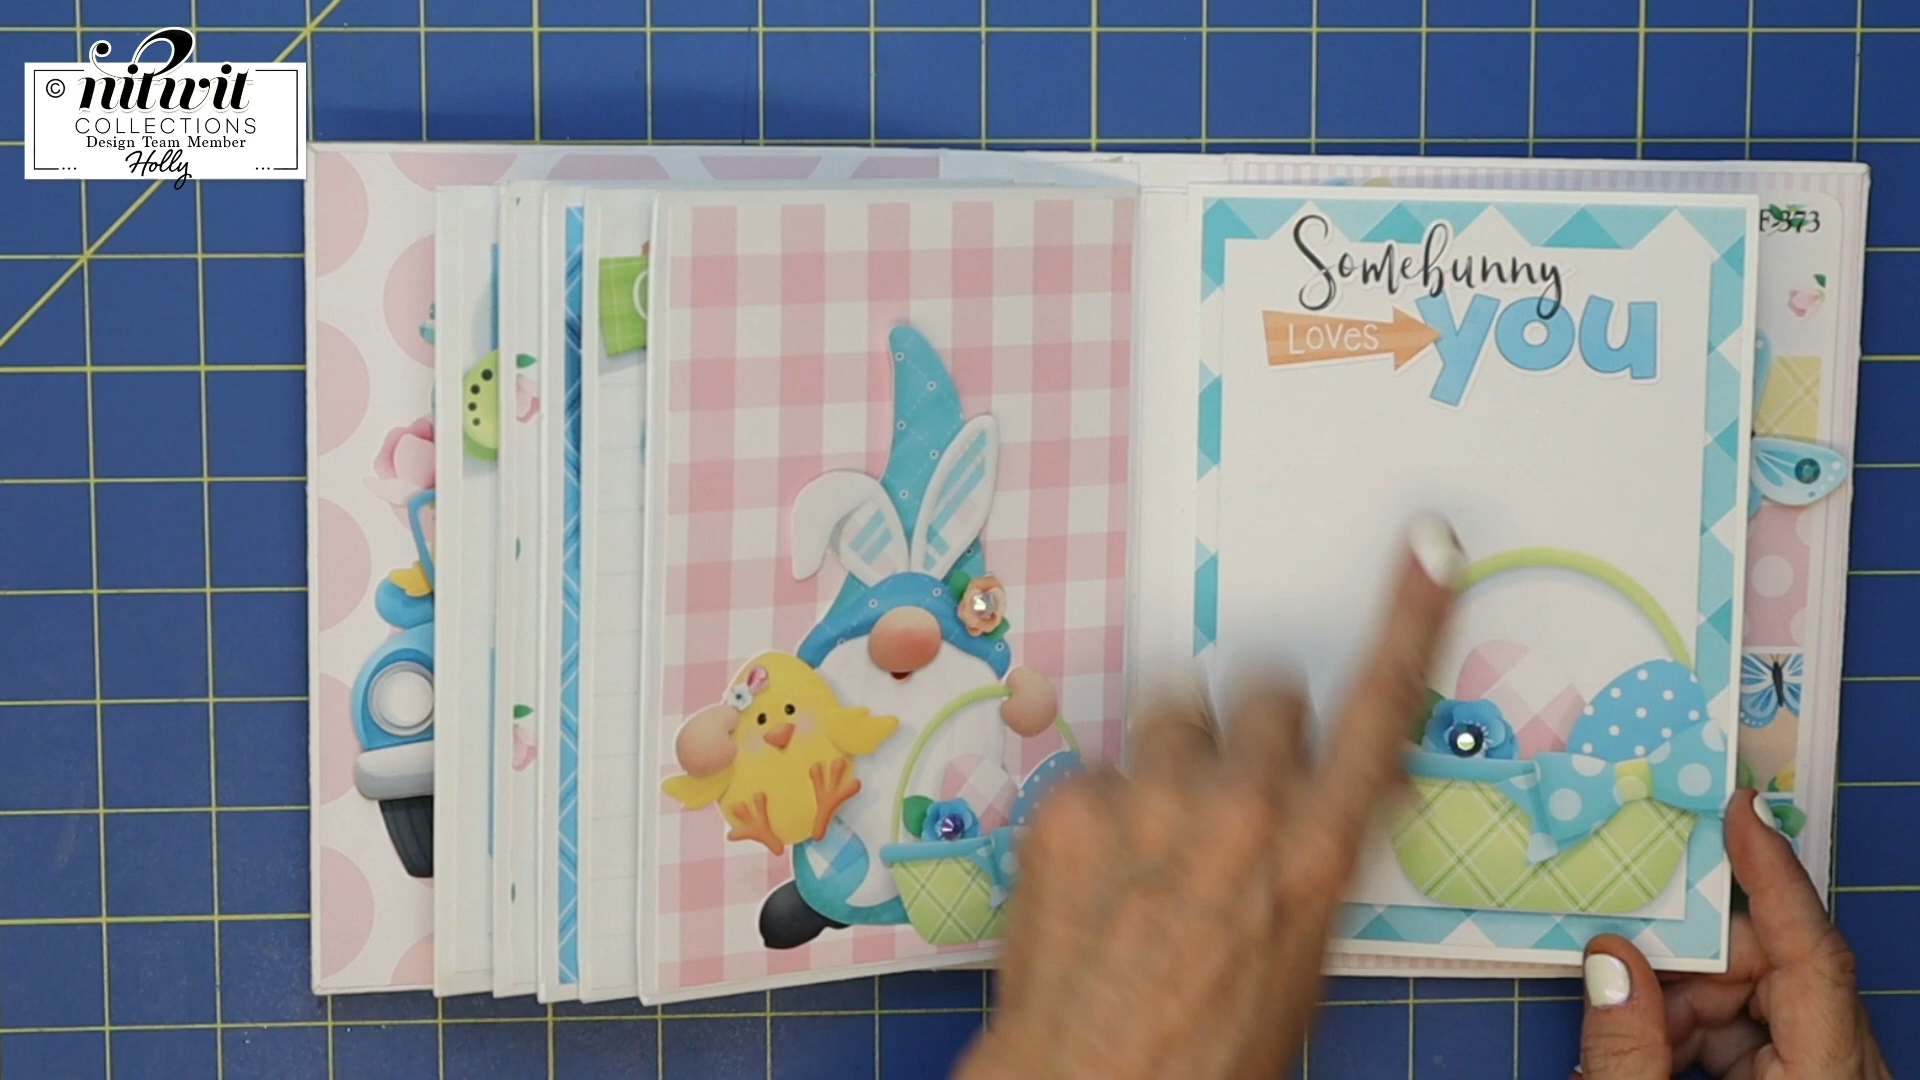 ©
nitwit
COLLECTIONS
Design Team Member
Holly
Somebunny
Loves
you